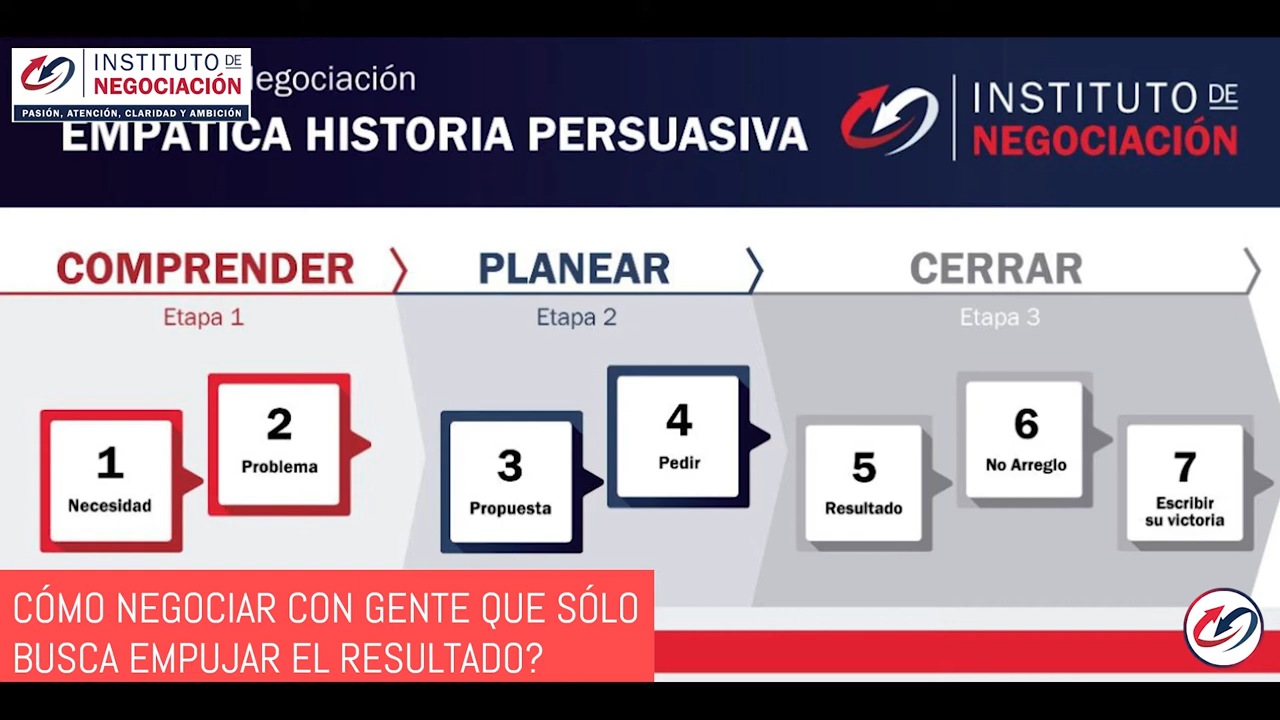 INSTITUTO DE
NEGOCIACIÓN
PASIÓN, ATENCIÓN, CLARIDAD Y AMBICIÓN
EMPÁTICA HISTORIA PERSUASIVA
INSTITUTO DE
NEGOCIACIÓN
COMPRENDER
Etapa 1
PLANEAR
Etapa 2
CERRAR
Etapa 3
1
Necesidad
2
Problema
3
Propuesta
4
Pedir
5
Resultado
6
No Arreglo
7
Escribir
su victoria
CÓMO NEGOCIAR CON GENTE QUE SÓLO
BUSCA EMPUJAR EL RESULTADO?